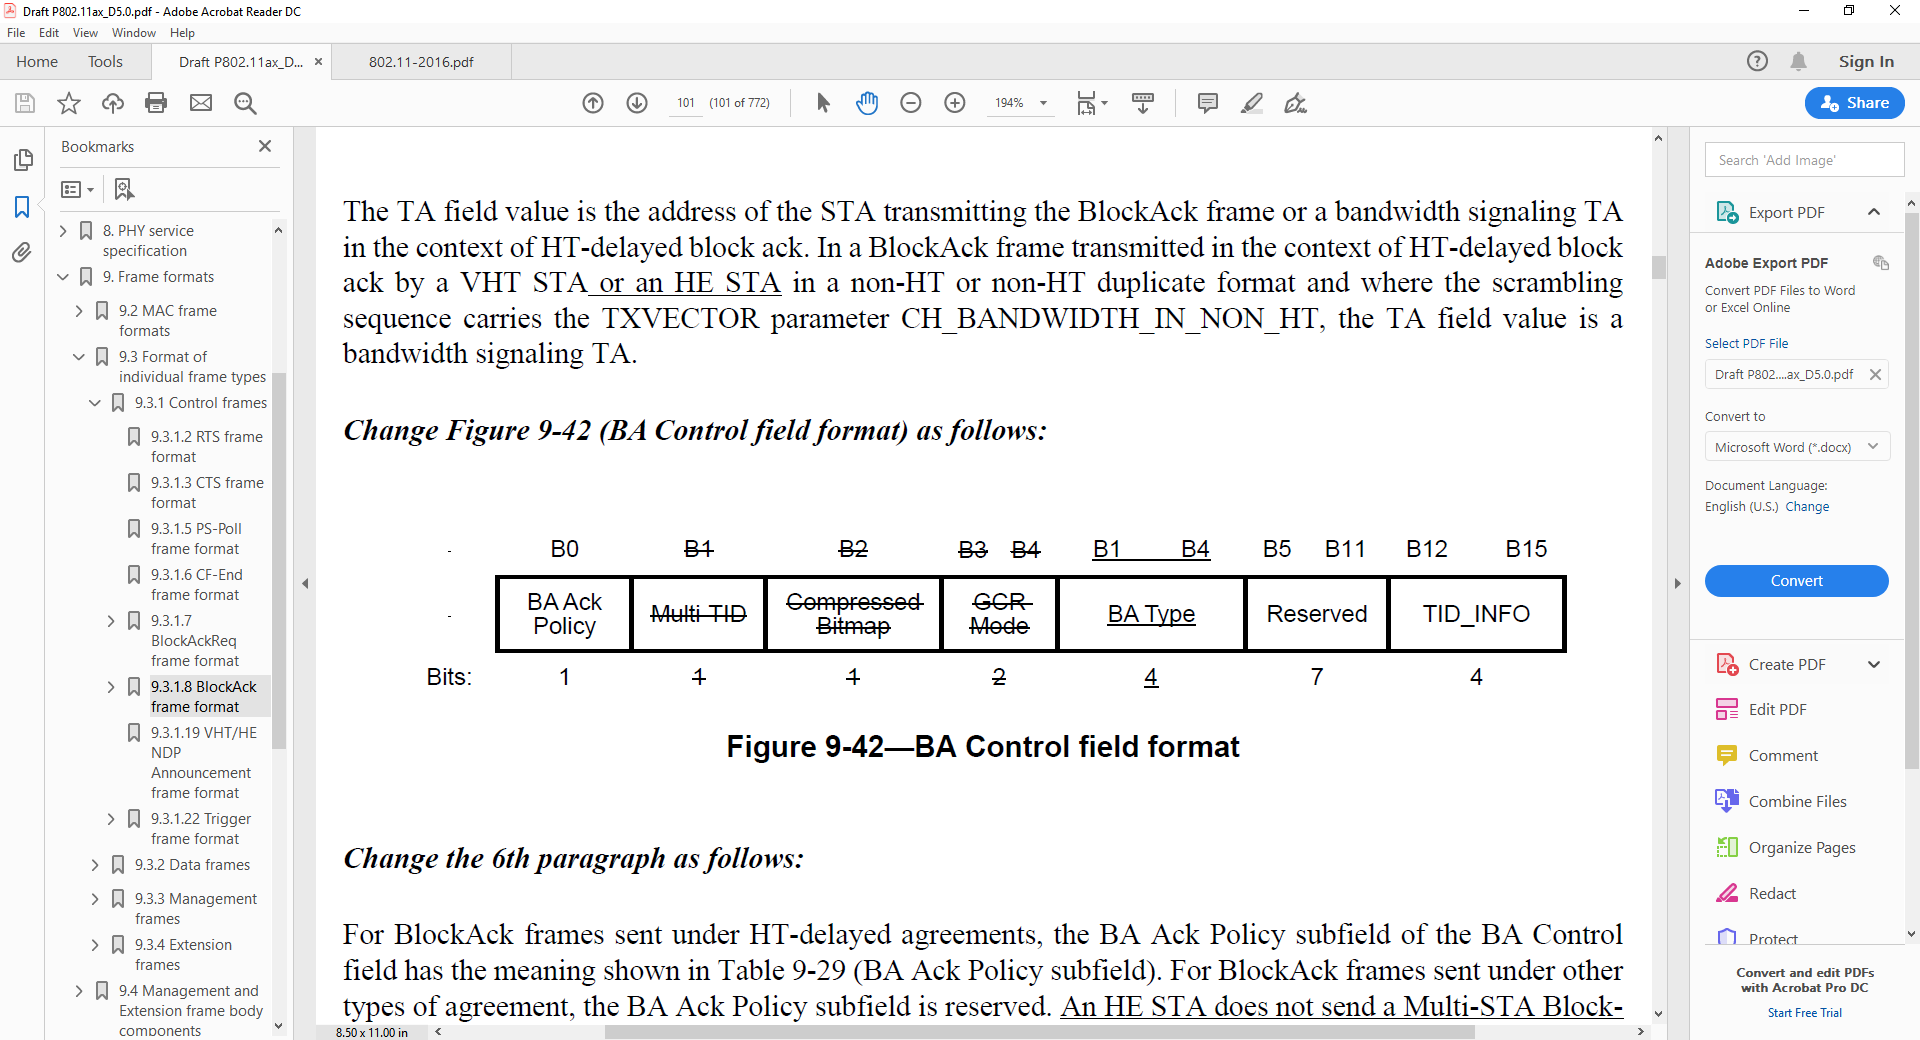 Draft P802.11ax_D5.0.pdf - Adobe Acrobat Reader DC
File Edit View Window Help
Home Tools Draft P802.11ax_D... × 802.11-2016.pdf Sign In
101 (101 of 772) 194% Share
Bookmarks
8. PHY service
specification
9. Frame formats
9.2 MAC frame
formats
9.3 Format of
individual frame types
9.3.1 Control frames
9.3.1.2 RTS frame
format
9.3.1.3 CTS frame
format
9.3.1.5 PS-Poll
frame format
9.3.1.6 CF-End
frame format
9.3.1.7
BlockAckReq
frame format
9.3.1.8 BlockAck
frame format
9.3.1.19 VHT/HE
NDP
Announcement
frame format
9.3.1.22 Trigger
frame format
9.3.2 Data frames
9.3.3 Management
frames
9.3.4 Extension
frames
9.4 Management and
Extension frame body
components
The TA field value is the address of the STA transmitting the BlockAck frame or a bandwidth signaling TA
in the context of HT-delayed block ack. In a BlockAck frame transmitted in the context of HT-delayed block
ack by a VHT STA or an HE STA in a non-HT or non-HT duplicate format and where the scrambling
sequence carries the TXVECTOR parameter CH_BANDWIDTH_IN_NON_HT, the TA field value is a
bandwidth signaling TA.
Change Figure 9-42 (BA Control field format) as follows:
B0 B1 B2 B3 B4 B1 B4 B5 B11 B12 B15
BA Ack
Policy
Multi-TID
Compressed
Bitmap
GCR
Mode
BA Type
Reserved
TID_INFO
Bits: 1 1 1 2 4 7 4
Figure 9-42—BA Control field format
Change the 6th paragraph as follows:
For BlockAck frames sent under HT-delayed agreements, the BA Ack Policy subfield of the BA Control
field has the meaning shown in Table 9-29 (BA Ack Policy subfield). For BlockAck frames sent under other
types of agreement, the BA Ack Policy subfield is reserved. An HE STA does not send a Multi-STA Block-
8.50 x 11.00 in
Search 'Add Image'
Export PDF
Adobe Export PDF
Convert PDF Files to Word
or Excel Online
Select PDF File
Draft P802....ax_D5.0.pdf
Convert to
Microsoft Word (*.docx)
Document Language:
English (U.S.) Change
Convert
Create PDF
Edit PDF
Comment
Combine Files
Organize Pages
Redact
Protect
Convert and edit PDFs
with Acrobat Pro DC
Start Free Trial